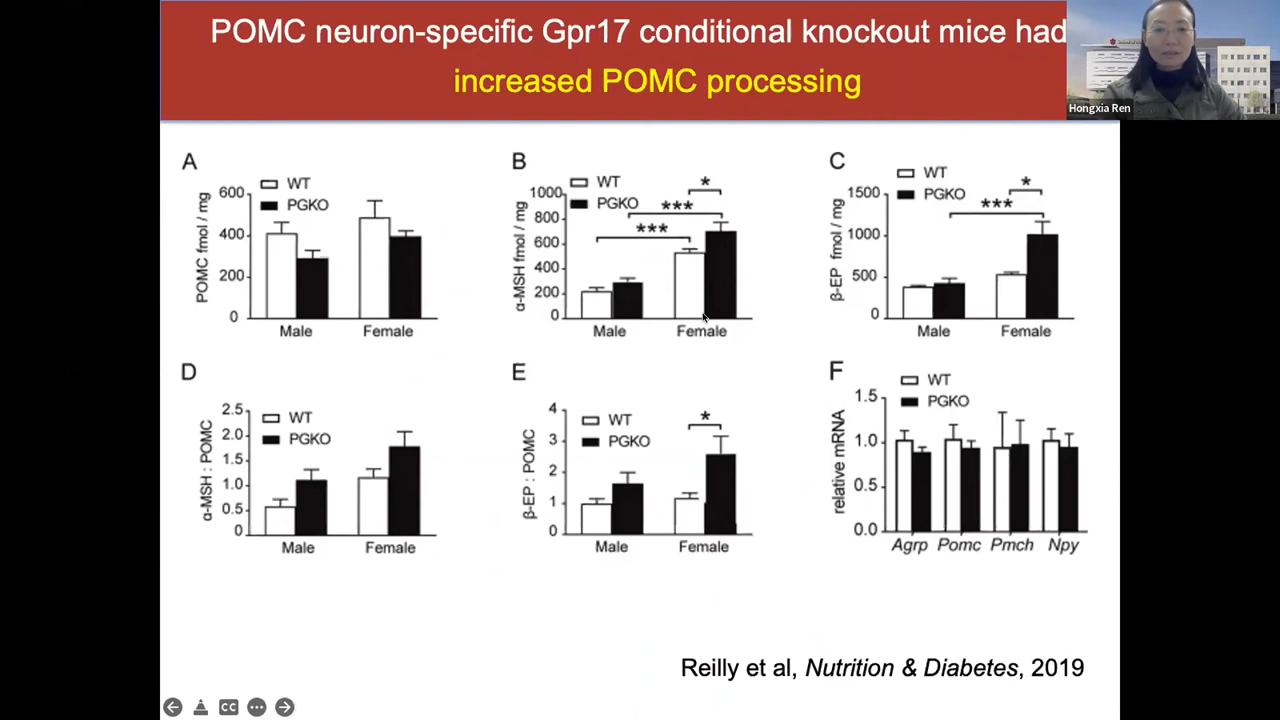 POMC neuron-specific Gpr17 conditional knockout mice had
increased POMC processing
Hongxia Ren
A
POMC fmol / mg
600
400
200
0
WT
PGKO
Male
Female
B
α-MSH fmol / mg
1000
800
600
400
200
0
WT
PGKO
*
***
***
Male
Female
C
β-EP fmol / mg
1500
1000
500
0
WT
PGKO
*
***
Male
Female
D
α-MSH : POMC
2.5
2.0
1.5
1.0
0.5
0
WT
PGKO
Male
Female
E
β-EP : POMC
4
3
2
1
0
WT
PGKO
*
Male
Female
F
relative mRNA
1.5
1.0
0.5
0.0
WT
PGKO
Agrp
Pomc
Pmch
Npy
Reilly et al, Nutrition & Diabetes, 2019
CC